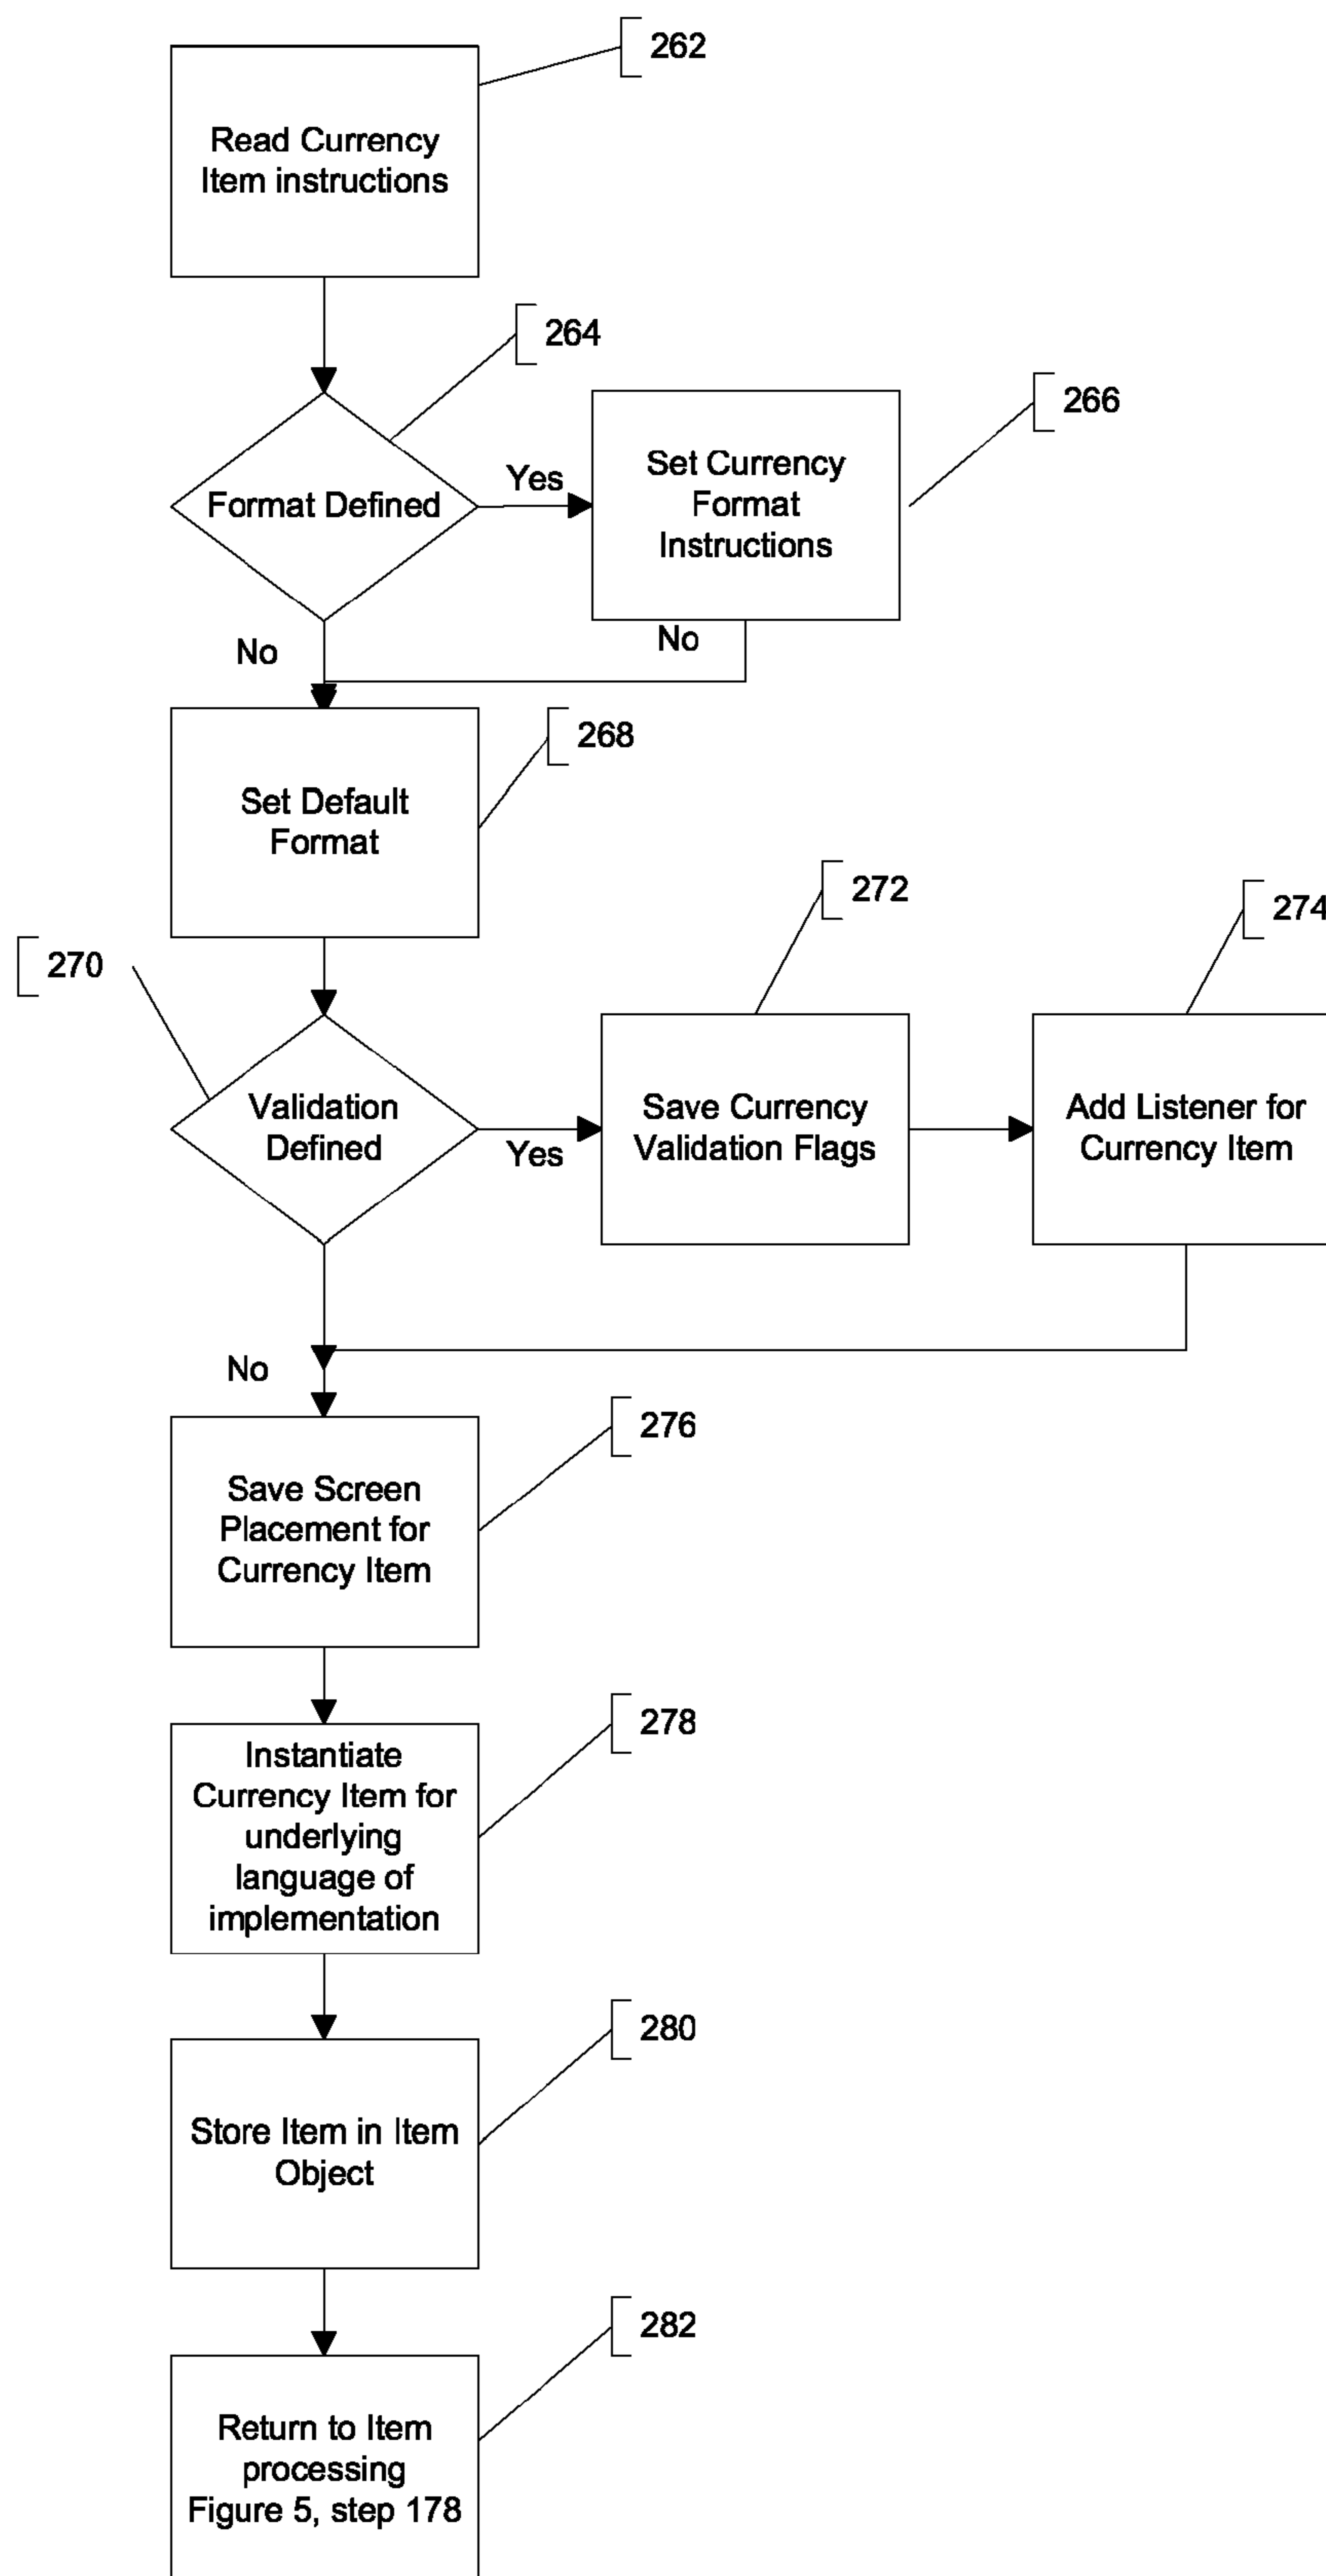 262
Read Currency
Item instructions
264
266
Format Defined
Yes
Set Currency
Format
Instructions
No
No
268
Set Default
Format
272
274
270
Validation
Defined
Yes
Save Currency
Validation Flags
Add Listener for
Currency Item
No
276
Save Screen
Placement for
Currency Item
278
Instantiate
Currency Item for
underlying
language of
implementation
280
Store Item in Item
Object
282
Return to Item
processing
Figure 5, step 178